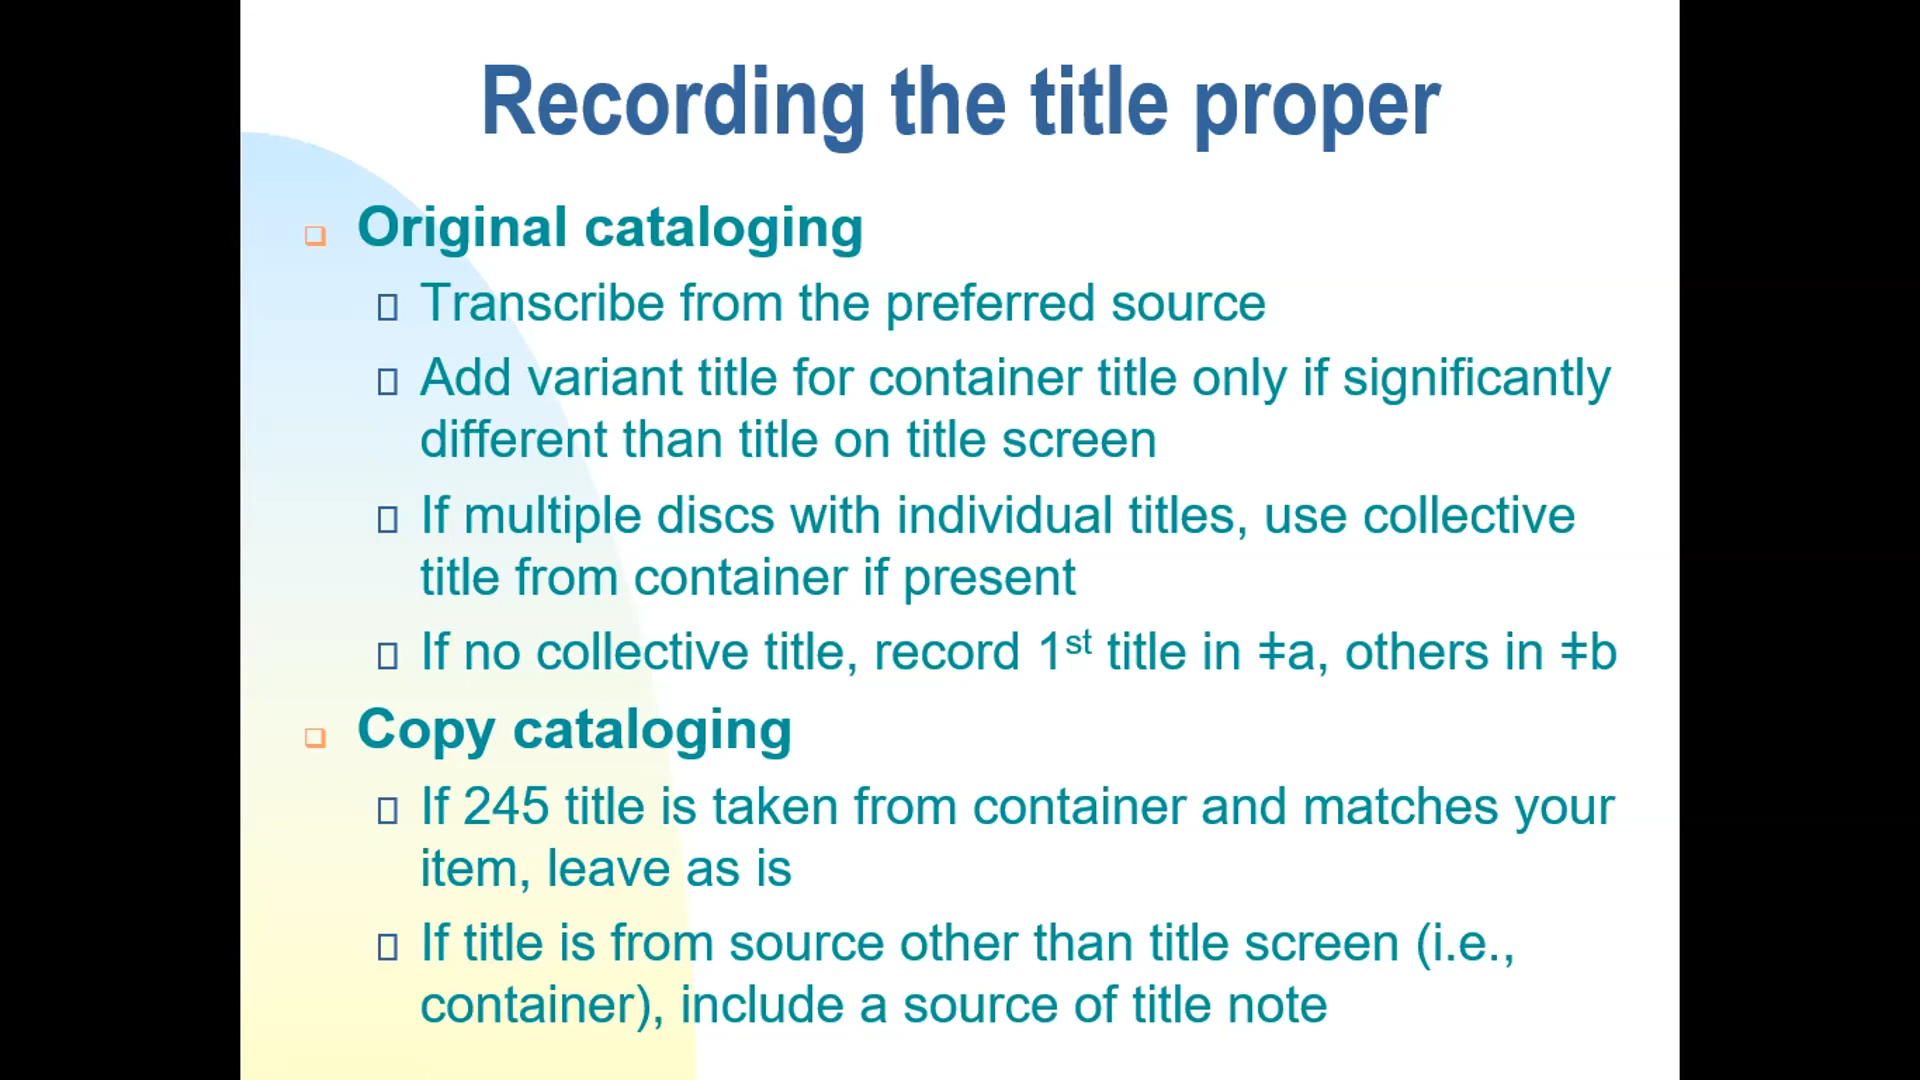 Recording the title proper
Original cataloging
Transcribe from the preferred source
Add variant title for container title only if significantly
different than title on title screen
If multiple discs with individual titles, use collective
title from container if present
If no collective title, record 1st title in ǂa, others in ǂb
Copy cataloging
If 245 title is taken from container and matches your
item, leave as is
If title is from source other than title screen (i.e.,
container), include a source of title note